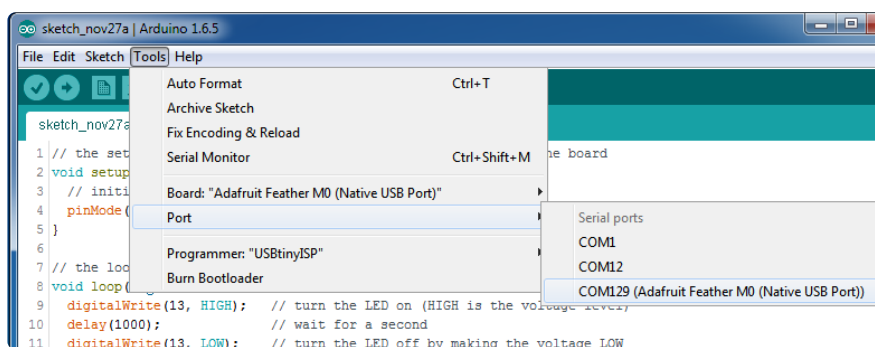 sketch_nov27a | Arduino 1.6.5
File Edit Sketch Tools Help
Auto Format Ctrl+T
Archive Sketch
sketch_nov27a
Fix Encoding & Reload
1 // the set
Serial Monitor Ctrl+Shift+M
board
2 void setup
3 // initi
Board: "Adafruit Feather M0 (Native USB Port)"
4 pinMode(
Port
Serial ports
5 }
COM1
6
Programmer: "USBtinyISP"
7 // the loo
COM12
8 void loop(
Burn Bootloader
COM129 (Adafruit Feather M0 (Native USB Port))
9 digitalWrite(13, HIGH); // turn the LED on (HIGH is the voltage level)
10 delay(1000); // wait for a second
11 digitalWrite(13, LOW); // turn the LED off by making the voltage LOW